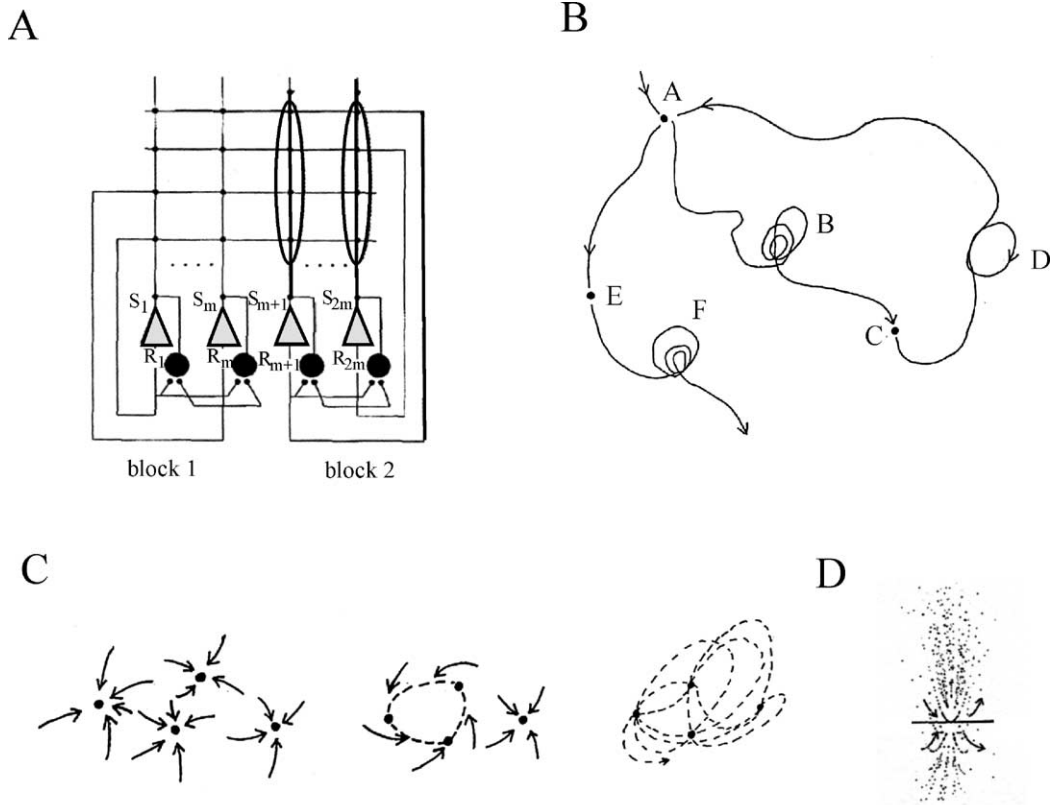 A
B
S1 Sm Sm+1 S2m
R1 Rm Rm+1 R2m
block 1 block 2
A
B
C
D
E
F
C
D